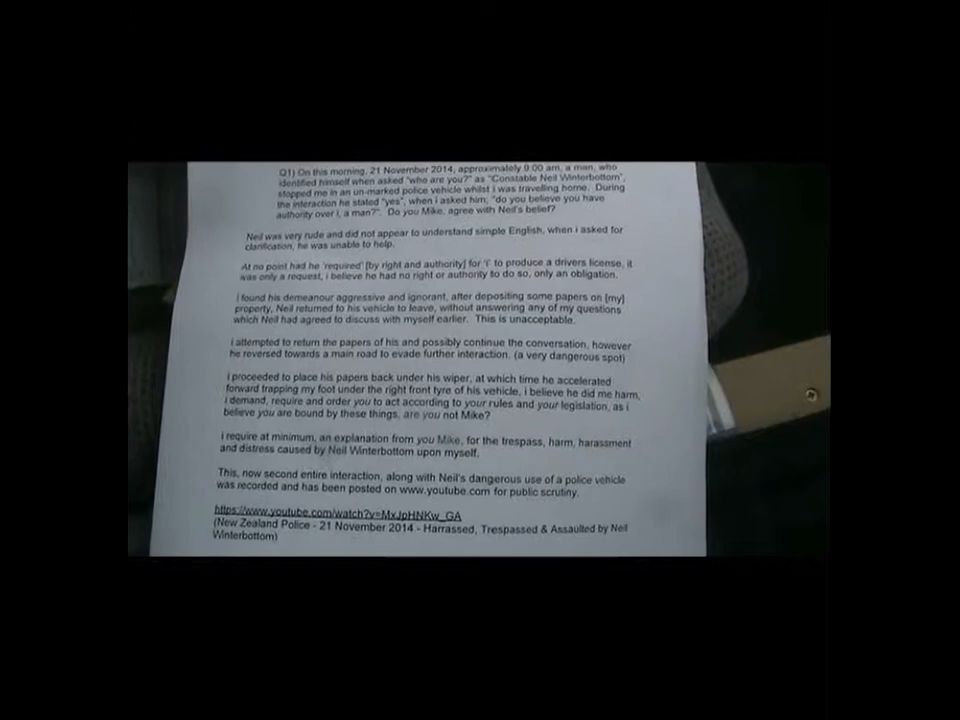 Q1) On this morning, 21 November 2014, approximately 9:00 am, a man, who
identified himself when asked "who are you?" as "Constable Neil Winterbottom",
stopped me in an un-marked police vehicle whilst i was travelling home. During
the interaction he stated "yes", when i asked him, "do you believe you have
authority over i, a man?". Do you Mike, agree with Neil's belief?
Neil was very rude and did not appear to understand simple English, when i asked for
clarification, he was unable to help.
At no point had he 'required' [by right and authority] for 'i' to produce a drivers license, it
was only a request, i believe he had no right or authority to do so, only an obligation.
i found his demeanour aggressive and ignorant, after depositing some papers on [my]
property, Neil returned to his vehicle to leave, without answering any of my questions
which Neil had agreed to discuss with myself earlier. This is unacceptable.
i attempted to return the papers of his and possibly continue the conversation, however
he reversed towards a main road to evade further interaction. (a very dangerous spot)
i proceeded to place his papers back under his wiper, at which time he accelerated
forward trapping my foot under the right front tyre of his vehicle, i believe he did me harm,
i demand, require and order you to act according to your rules and your legislation, as i
believe you are bound by these things, are you not Mike?
i require at minimum, an explanation from you Mike, for the trespass, harm, harassment
and distress caused by Neil Winterbottom upon myself.
This, now second entire interaction, along with Neil's dangerous use of a police vehicle
was recorded and has been posted on www.youtube.com for public scrutiny.
https://www.youtube.com/watch?v=MxJpHNKw_GA
(New Zealand Police - 21 November 2014 - Harrassed, Trespassed & Assaulted by Neil
Winterbottom)